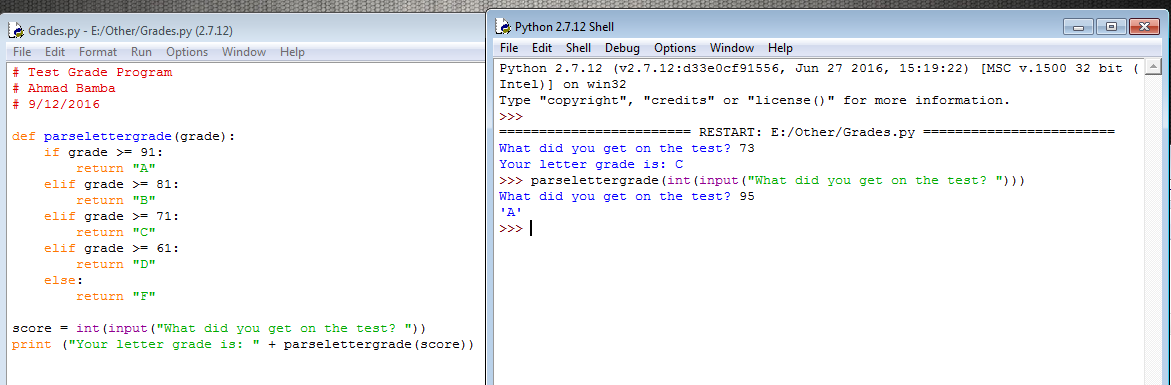 Grades.py - E:/Other/Grades.py (2.7.12)
File Edit Format Run Options Window Help
# Test Grade Program
# Ahmad Bamba
# 9/12/2016
def parselettergrade(grade):
    if grade >= 91:
        return "A"
    elif grade >= 81:
        return "B"
    elif grade >= 71:
        return "C"
    elif grade >= 61:
        return "D"
    else:
        return "F"
score = int(input("What did you get on the test? "))
print ("Your letter grade is: " + parselettergrade(score))
Python 2.7.12 Shell
File Edit Shell Debug Options Window Help
Python 2.7.12 (v2.7.12:d33e0cf91556, Jun 27 2016, 15:19:22) [MSC v.1500 32 bit (
Intel)] on win32
Type "copyright", "credits" or "license()" for more information.
>>>
========================= RESTART: E:/Other/Grades.py =========================
What did you get on the test? 73
Your letter grade is: C
>>> parselettergrade(int(input("What did you get on the test? ")))
What did you get on the test? 95
'A'
>>>